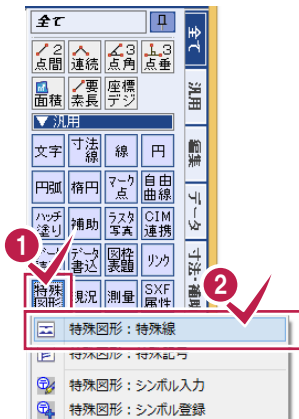 全て
2点間 連続 3点角 3点垂
面積 要素長 座標デジ
▼ 汎用
文字 寸法線 線 円
円弧 楕円 マーク点 自由曲線
ハッチ塗り 補助 ラスタ写真 CIM連携
データ書込 図枠表題 リンク
特殊図形 現況 測量 SXF属性
1
2
特殊図形:特殊線
特殊図形:特殊記号
特殊図形:シンボル入力
特殊図形:シンボル登録
全て
汎用
編集
データ
寸法
補助